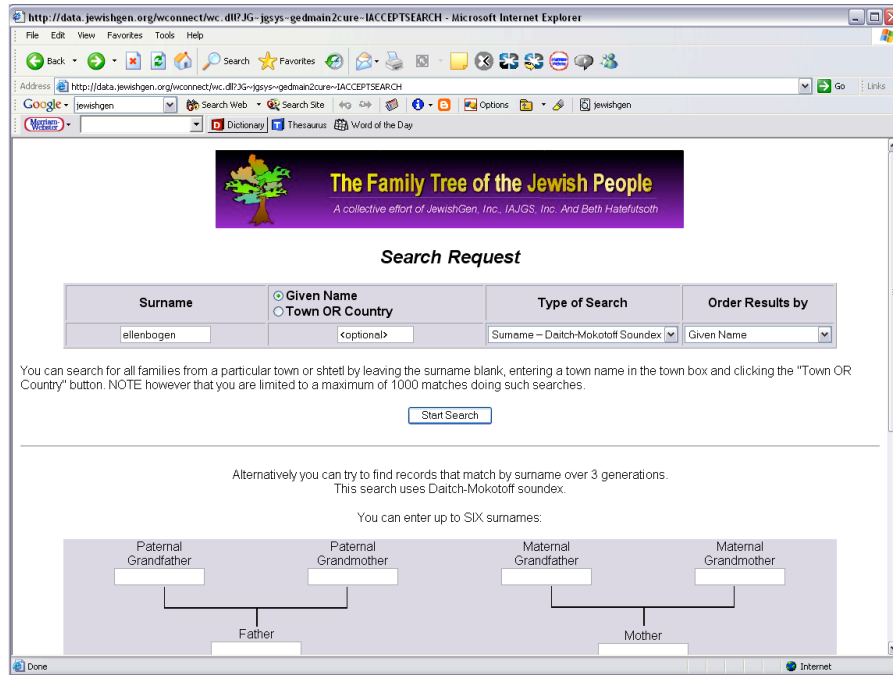 http://data.jewishgen.org/wconnect/wc.dll?JG~jgsys~gedmain2cure~IACCEPTSEARCH - Microsoft Internet Explorer
File Edit View Favorites Tools Help
Back Search Favorites
Address http://data.jewishgen.org/wconnect/wc.dll?JG~jgsys~gedmain2cure~IACCEPTSEARCH Go Links
Google jewishgen Search Web Search Site Options jewishgen
Merriam-Webster Dictionary Thesaurus Word of the Day
The Family Tree of the Jewish People
A collective effort of JewishGen, Inc., IAJGS, Inc. And Beth Hatefutsoth
Search Request
Surname Given Name Town OR Country Type of Search Order Results by
ellenbogen <optional> Surname – Daitch-Mokotoff Soundex Given Name
You can search for all families from a particular town or shtetl by leaving the surname blank, entering a town name in the town box and clicking the "Town OR
Country" button. NOTE however that you are limited to a maximum of 1000 matches doing such searches.
Start Search
Alternatively you can try to find records that match by surname over 3 generations.
This search uses Daitch-Mokotoff soundex.
You can enter up to SIX surnames:
Paternal Paternal Maternal Maternal
Grandfather Grandmother Grandfather Grandmother
Father Mother
Done Internet